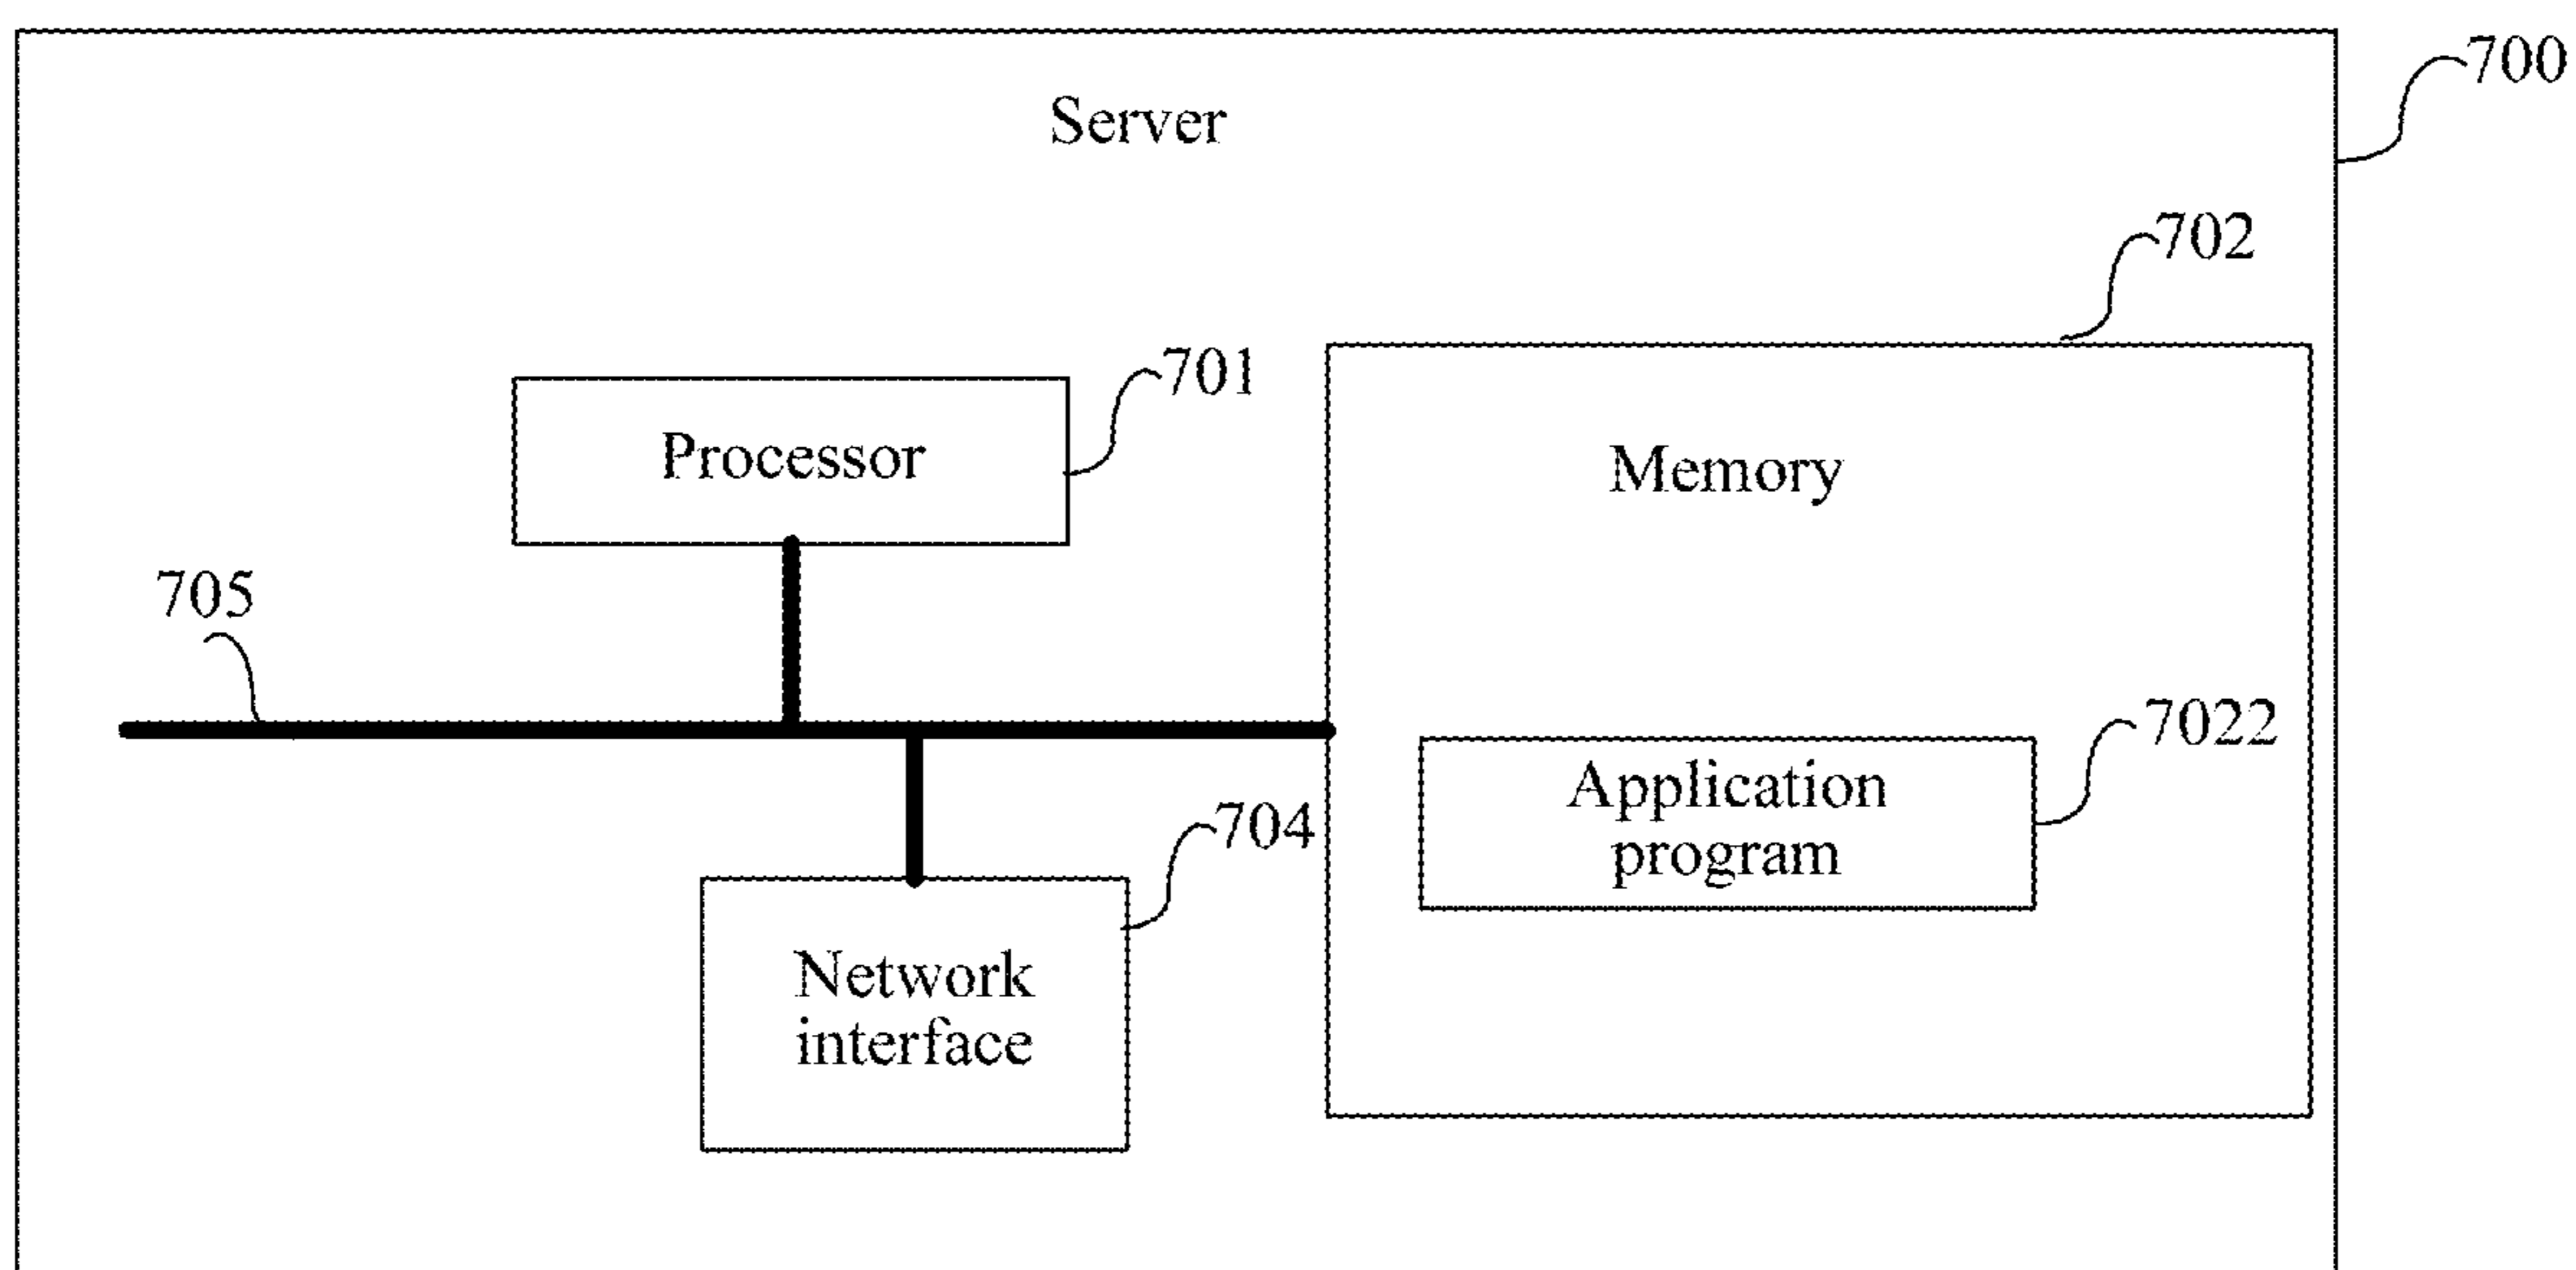 700
Server
702
701
Processor
Memory
705
7022
Application
program
704
Network
interface